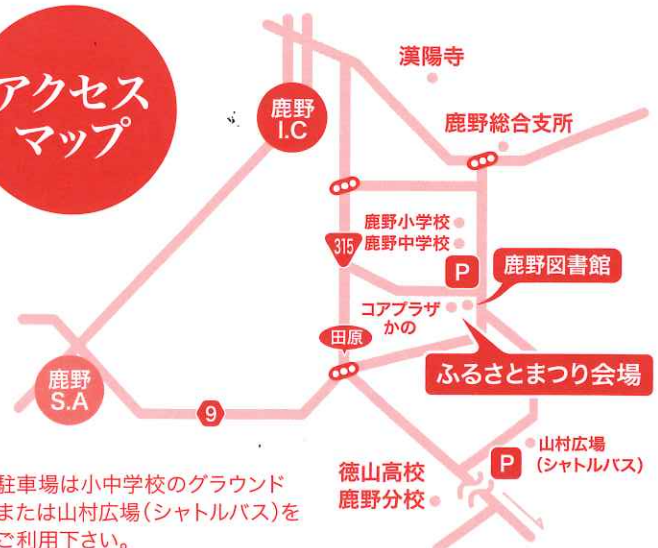 アクセス
マップ
鹿野
I.C
漢陽寺
鹿野総合支所
鹿野小学校
鹿野中学校
315
P
鹿野図書館
コアプラザ
かの
田原
ふるさとまつり会場
鹿野
S.A
9
山村広場
(シャトルバス)
P
徳山高校
鹿野分校
駐車場は小中学校のグラウンド
または山村広場(シャトルバス)を
ご利用下さい。